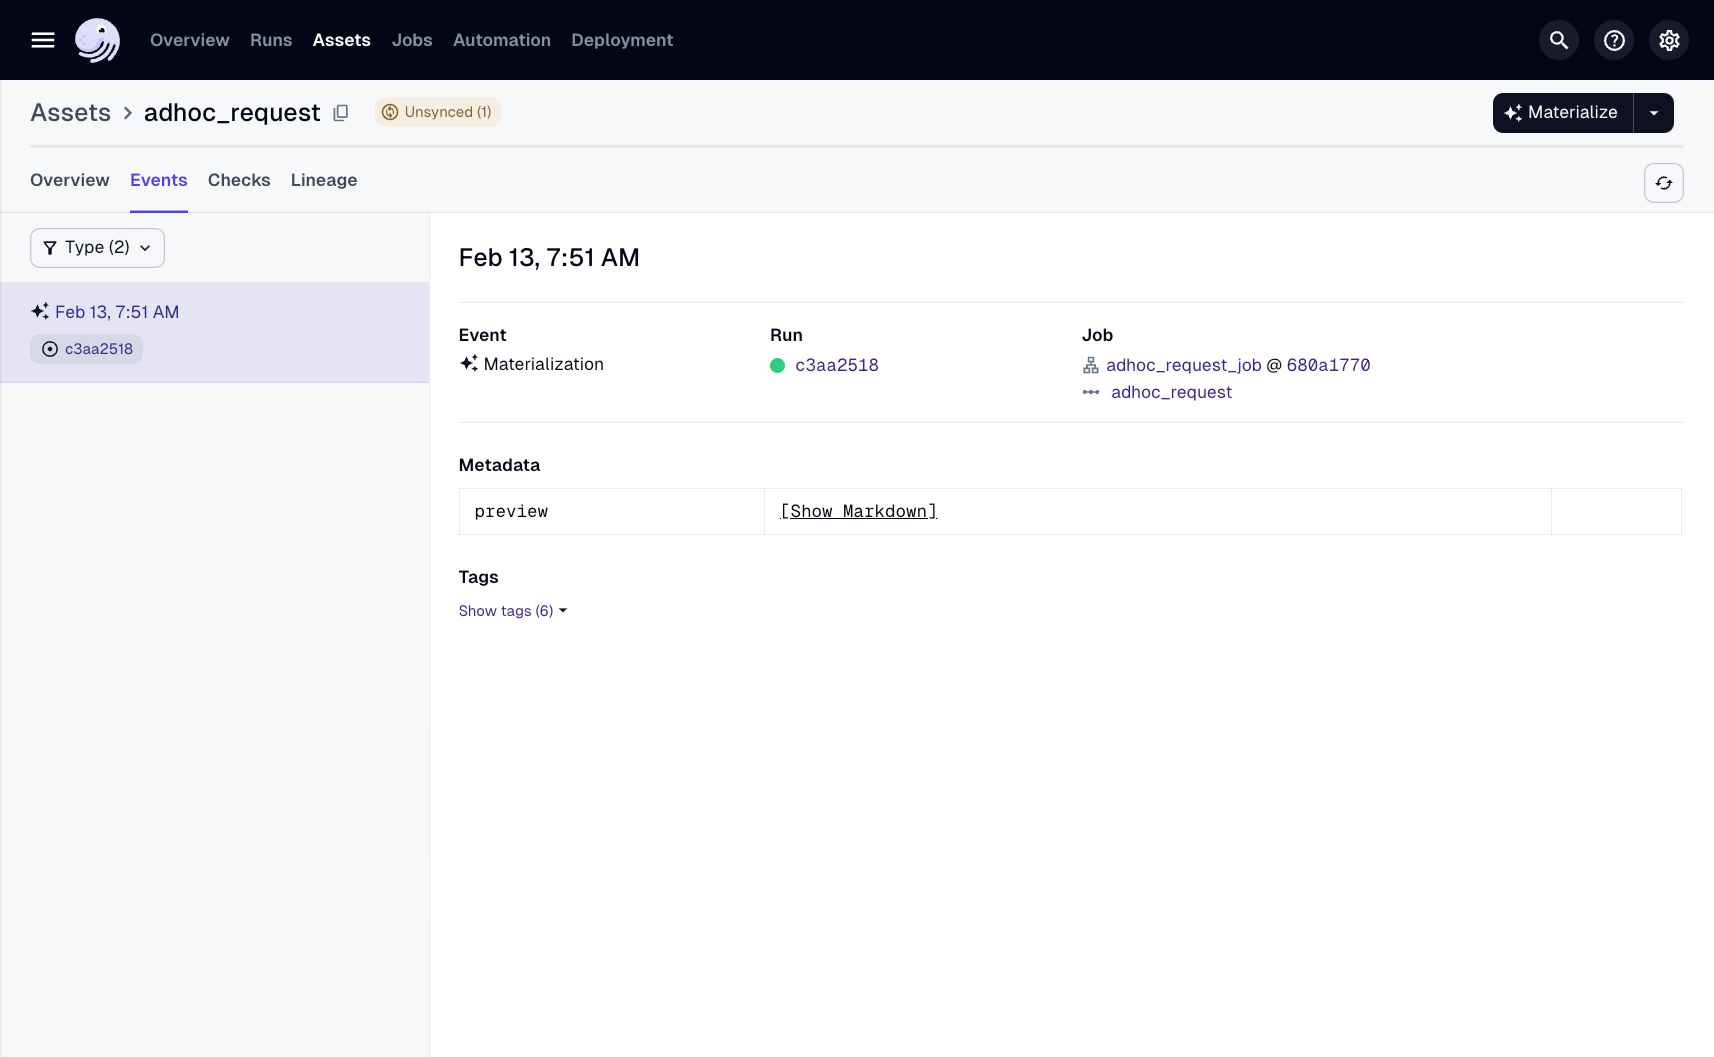 Overview Runs Assets Jobs Automation Deployment
Assets > adhoc_request Unsynced (1) Materialize
Overview Events Checks Lineage
Type (2)
Feb 13, 7:51 AM
c3aa2518
Feb 13, 7:51 AM
Event Run Job
Materialization c3aa2518 adhoc_request_job @ 680a1770
adhoc_request
Metadata
preview [Show Markdown]
Tags
Show tags (6)